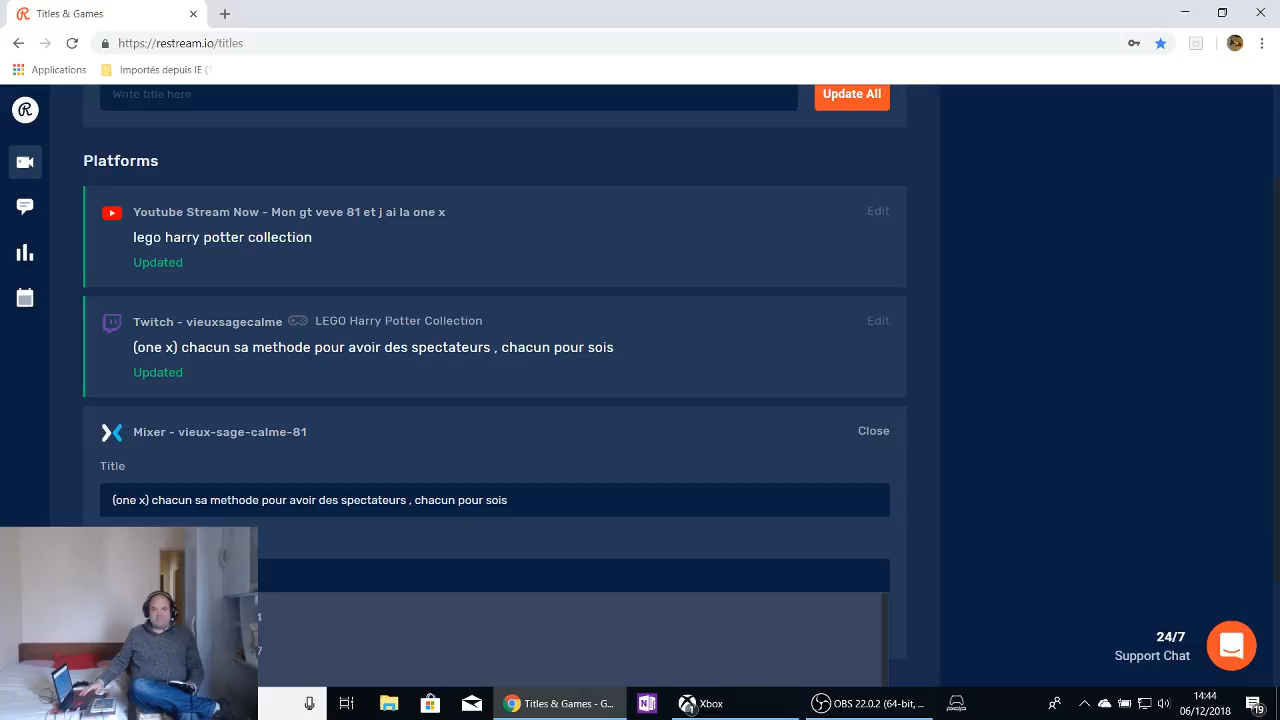 Titles & Games
https://restream.io/titles
Applications
Importés depuis IE (1
Write title here
Update All
Platforms
Youtube Stream Now - Mon gt veve 81 et j ai la one x
Edit
lego harry potter collection
Updated
Twitch - vieuxsagecalme
LEGO Harry Potter Collection
Edit
(one x) chacun sa methode pour avoir des spectateurs , chacun pour sois
Updated
Mixer - vieux-sage-calme-81
Close
Title
(one x) chacun sa methode pour avoir des spectateurs , chacun pour sois
24/7
Support Chat
Titles & Games - G...
Xbox
OBS 22.0.2 (64-bit, ...
14:44
06/12/2018
19